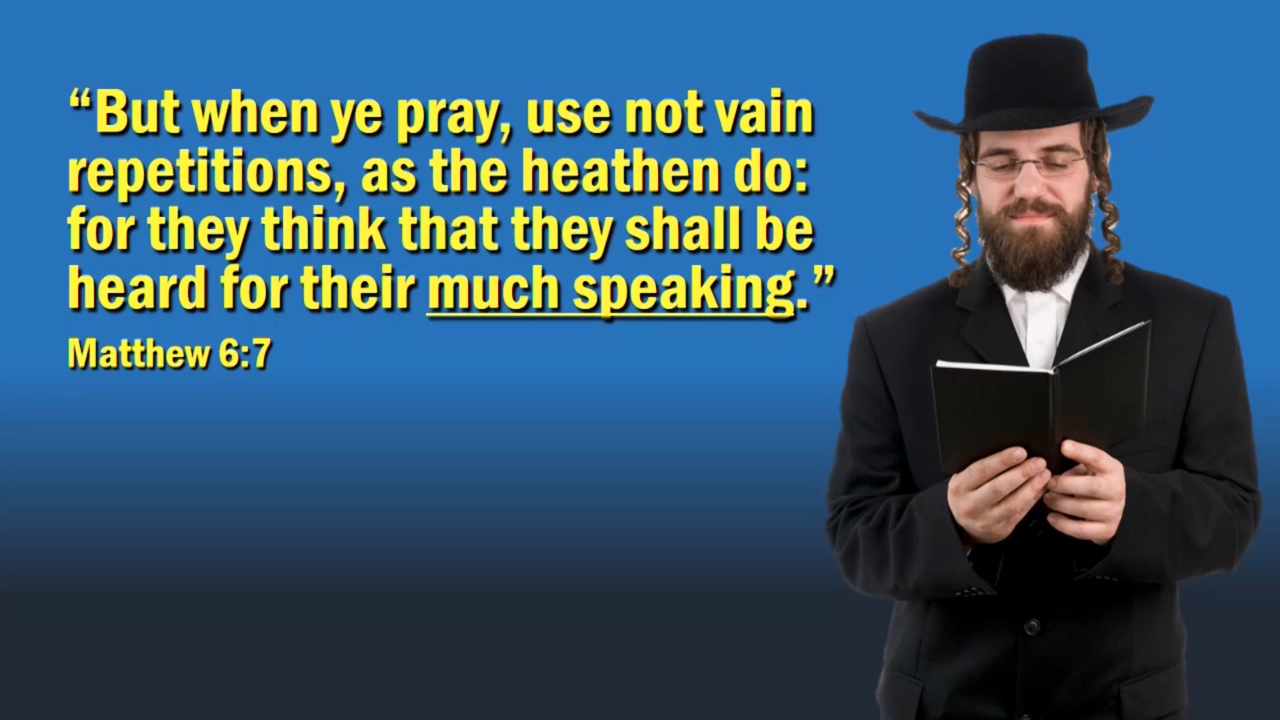 “But when ye pray, use not vain
repetitions, as the heathen do:
for they think that they shall be
heard for their much speaking.”
Matthew 6:7